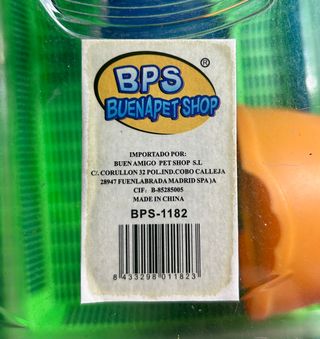 BPS ®
BUENAPET SHOP
IMPORTADO POR:
BUEN AMIGO PET SHOP S.L
C/. CORULLON 32 POL.IND.COBO CALLEJA
28947 FUENLABRADA MADRID SPA )A
CIF: B-85285005
MADE IN CHINA
BPS-1182
8 433298 011823